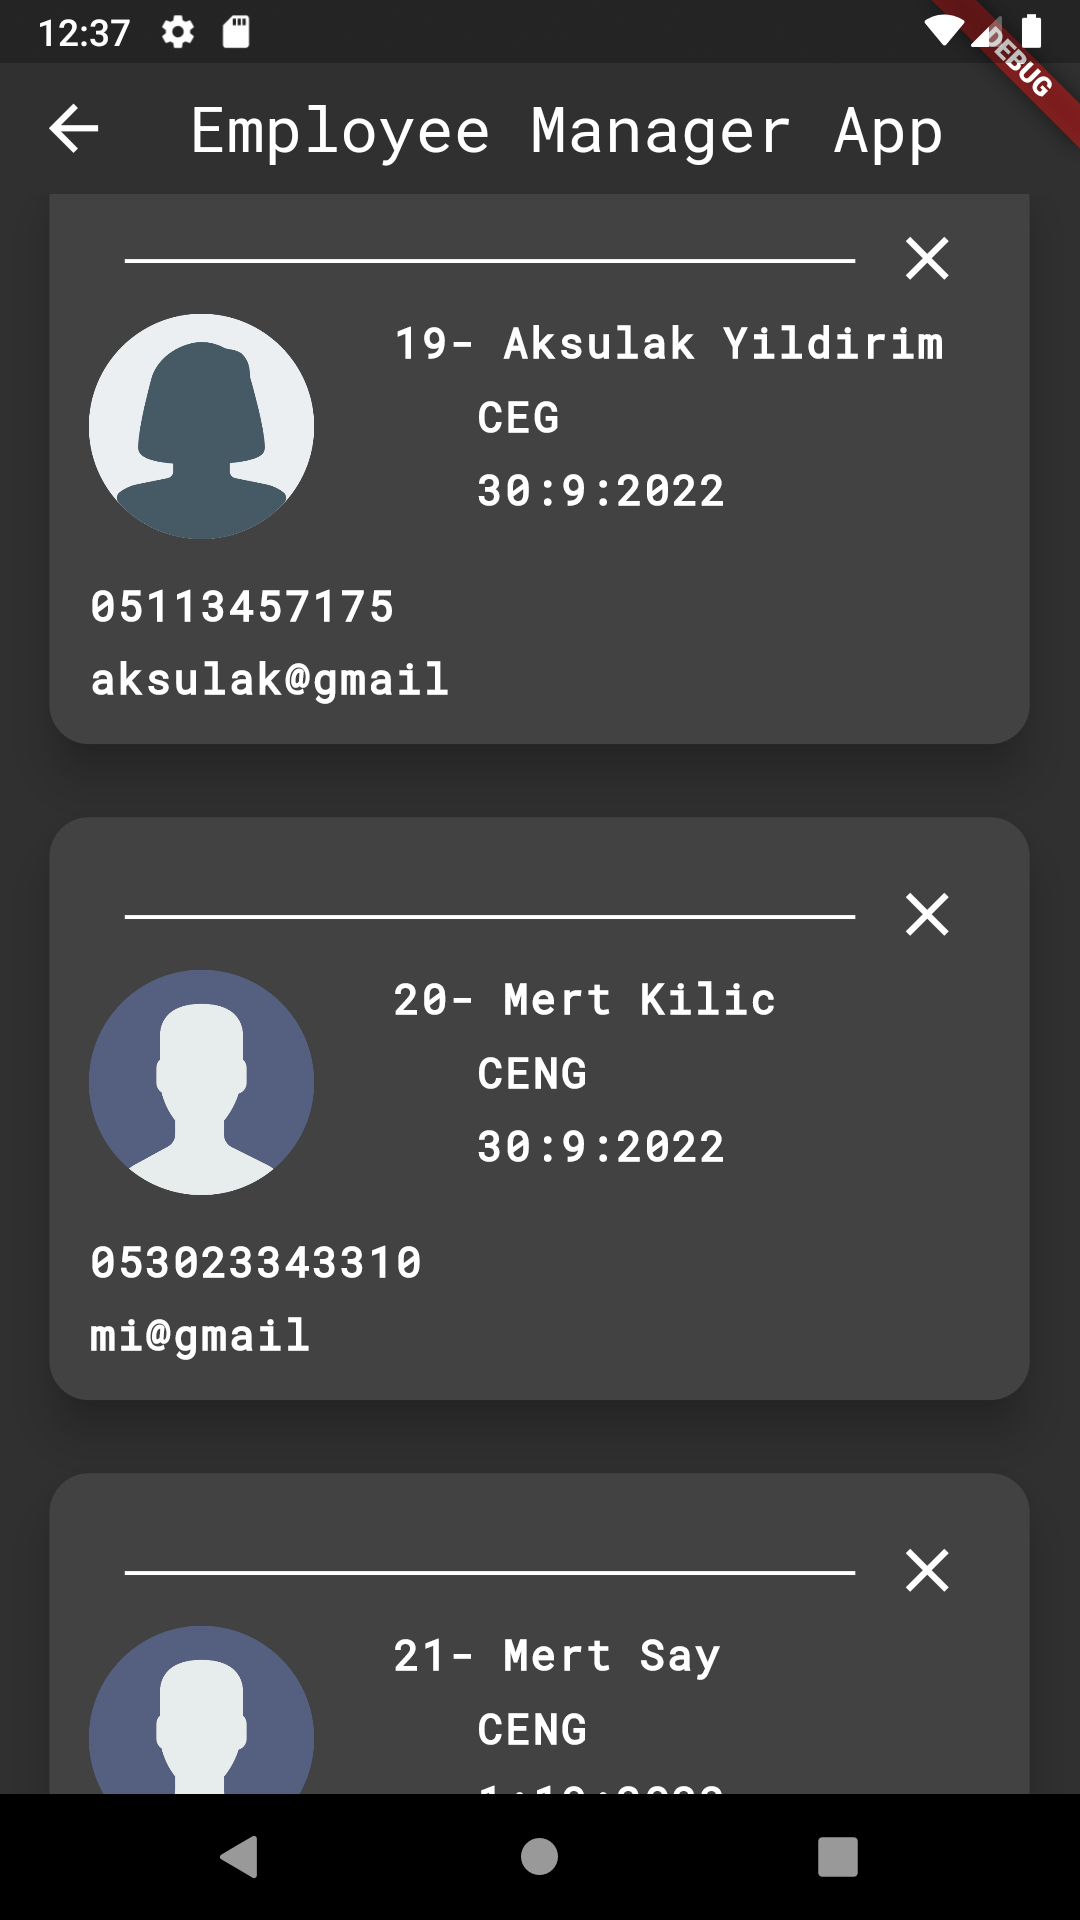 12:37
DEBUG
Employee Manager App
19- Aksulak Yildirim
CEG
30:9:2022
05113457175
aksulak@gmail
20- Mert Kilic
CENG
30:9:2022
053023343310
mi@gmail
21- Mert Say
CENG